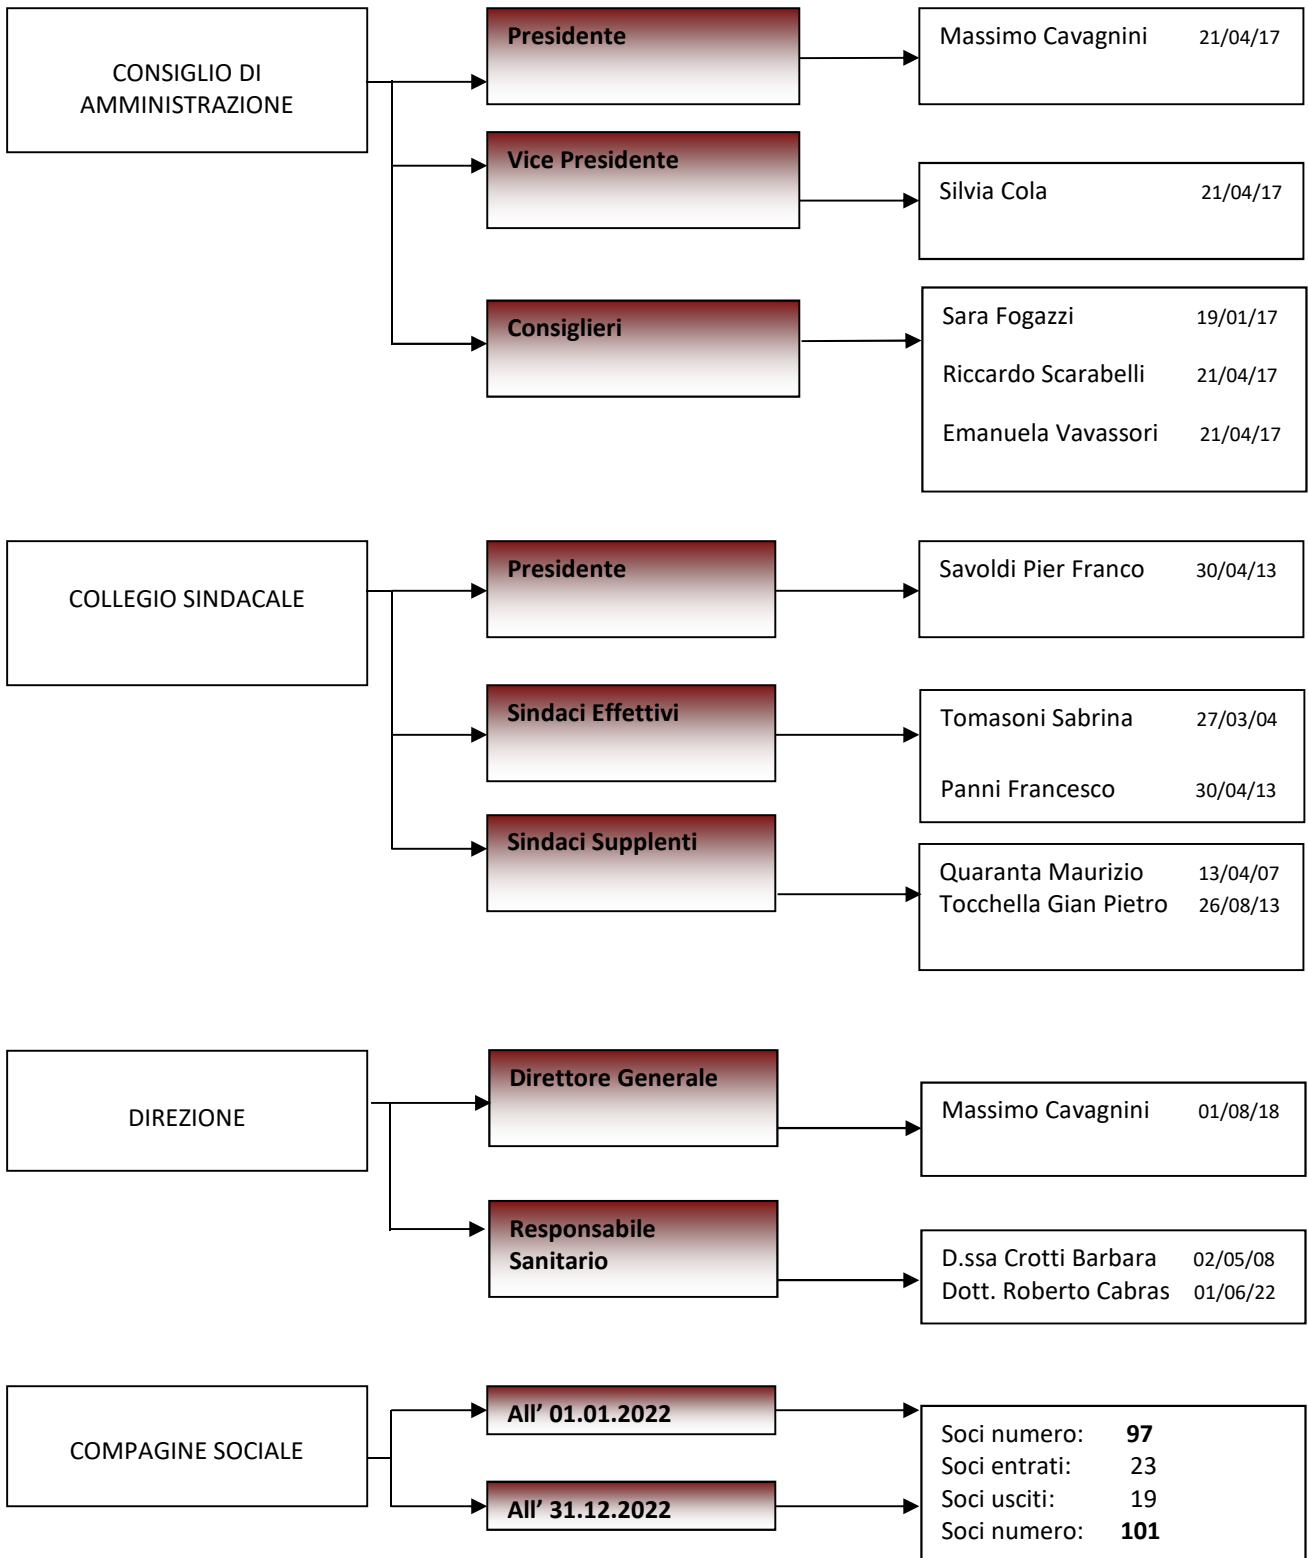 CONSIGLIO DI
AMMINISTRAZIONE
Presidente
Massimo Cavagnini 21/04/17
Vice Presidente
Silvia Cola 21/04/17
Consiglieri
Sara Fogazzi 19/01/17
Riccardo Scarabelli 21/04/17
Emanuela Vavassori 21/04/17
COLLEGIO SINDACALE
Presidente
Savoldi Pier Franco 30/04/13
Sindaci Effettivi
Tomasoni Sabrina 27/03/04
Panni Francesco 30/04/13
Sindaci Supplenti
Quaranta Maurizio 13/04/07
Tocchella Gian Pietro 26/08/13
DIREZIONE
Direttore Generale
Massimo Cavagnini 01/08/18
Responsabile
Sanitario
D.ssa Crotti Barbara 02/05/08
Dott. Roberto Cabras 01/06/22
COMPAGINE SOCIALE
All' 01.01.2022
All' 31.12.2022
Soci numero: 97
Soci entrati: 23
Soci usciti: 19
Soci numero: 101